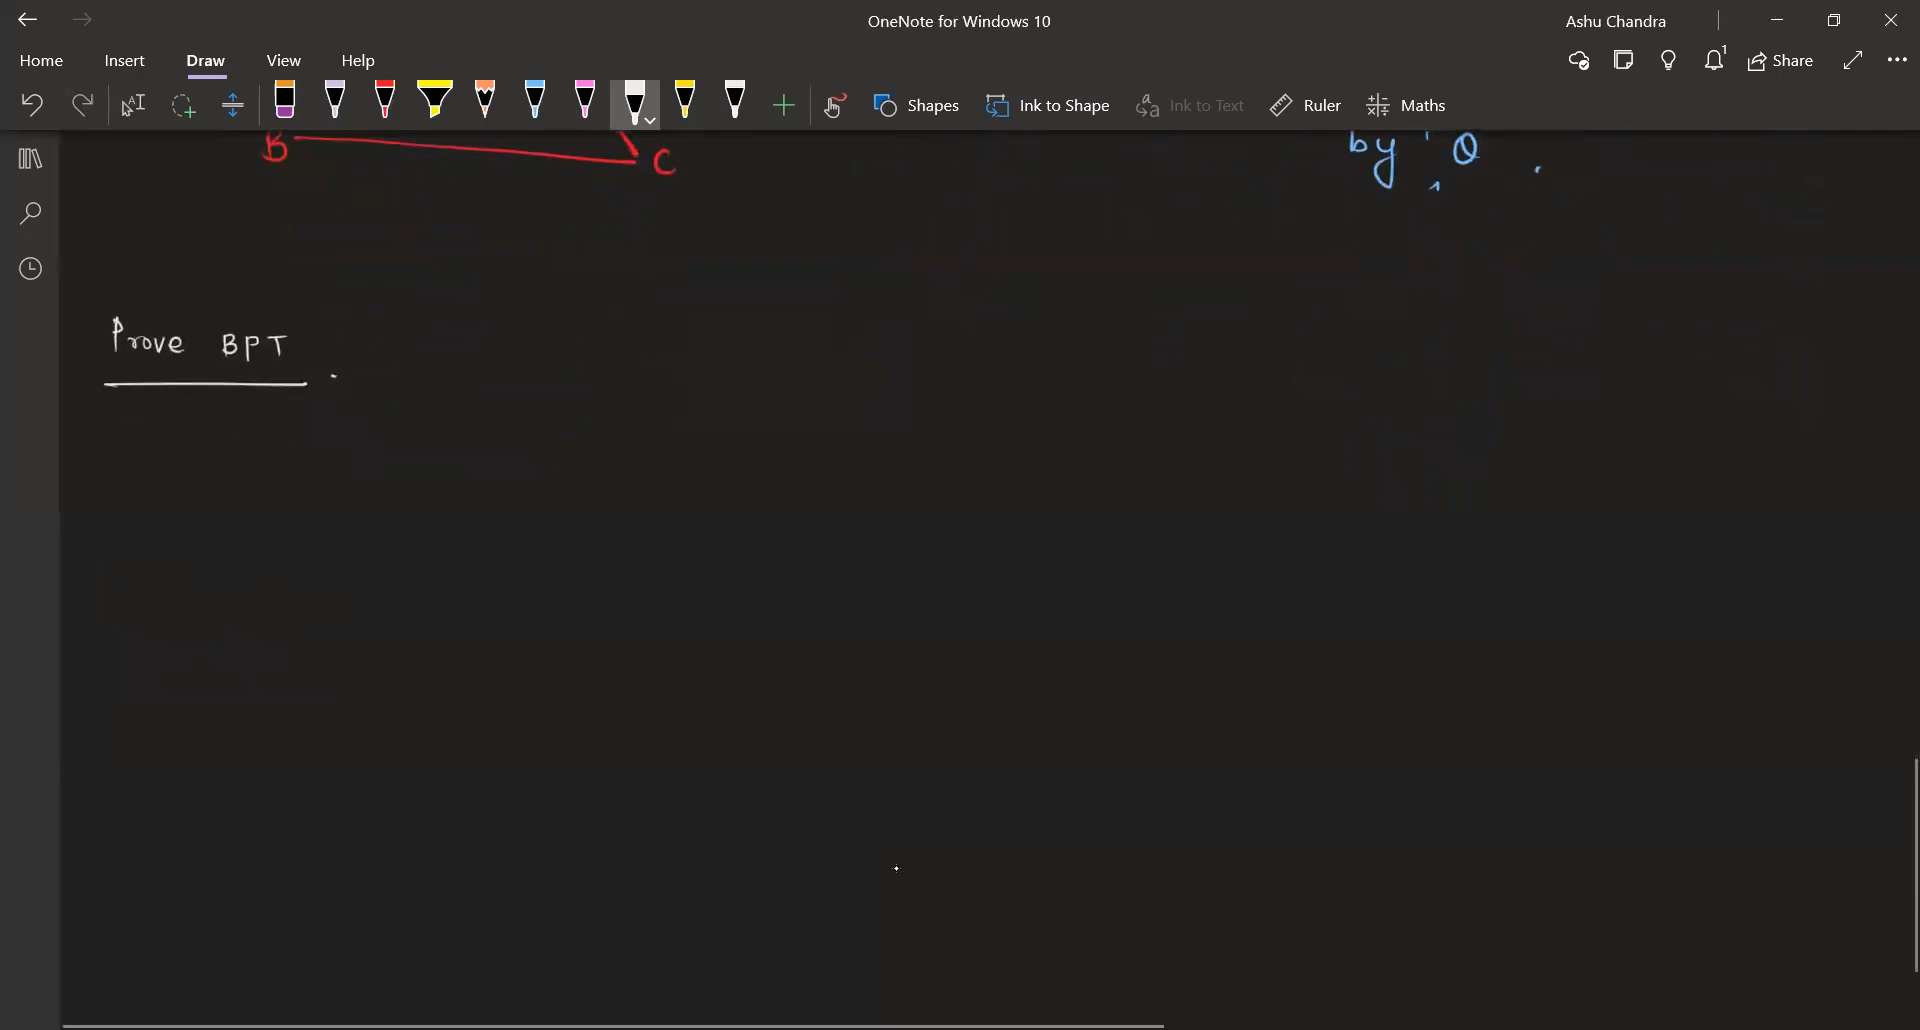 OneNote for Windows 10
Ashu Chandra
Home Insert Draw View Help
1
Share
Shapes Ink to Shape Ink to Text Ruler Maths
B C
by Q
Prove BPT